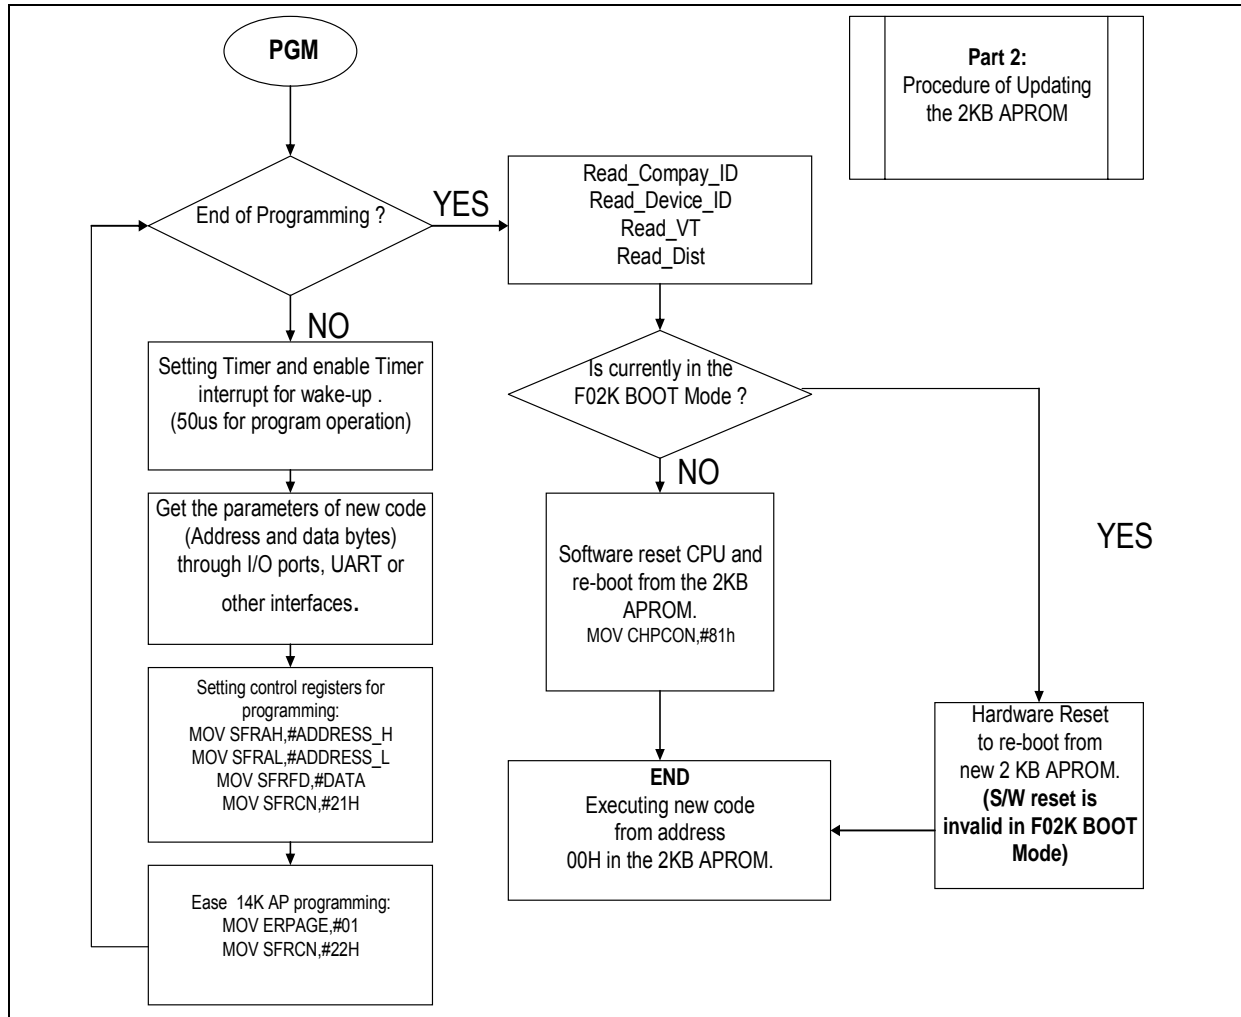 PGM
Part 2:
Procedure of Updating
the 2KB APROM
End of Programming ?
YES
NO
Setting Timer and enable Timer
interrupt for wake-up .
(50us for program operation)
Get the parameters of new code
(Address and data bytes)
through I/O ports, UART or
other interfaces.
Setting control registers for
programming:
MOV SFRAH,#ADDRESS_H
MOV SFRAL,#ADDRESS_L
MOV SFRFD,#DATA
MOV SFRCN,#21H
Ease 14K AP programming:
MOV ERPAGE,#01
MOV SFRCN,#22H
Read_Compay_ID
Read_Device_ID
Read_VT
Read_Dist
Is currently in the
F02K BOOT Mode ?
NO
YES
Software reset CPU and
re-boot from the 2KB
APROM.
MOV CHPCON,#81h
Hardware Reset
to re-boot from
new 2 KB APROM.
(S/W reset is
invalid in F02K BOOT
Mode)
END
Executing new code
from address
00H in the 2KB APROM.